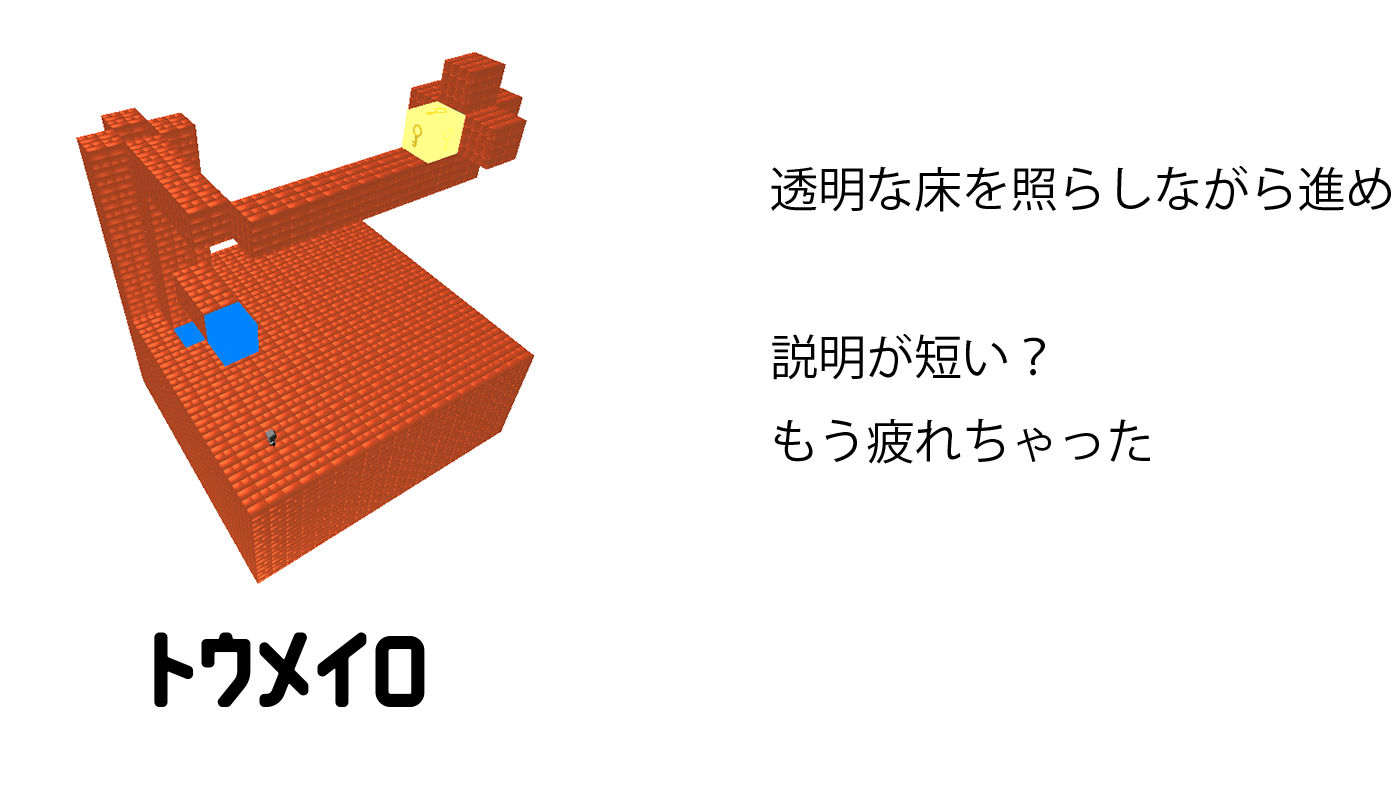 透明な床を照らしながら進め
説明が短い？
もう疲れちゃった
トウメイロ